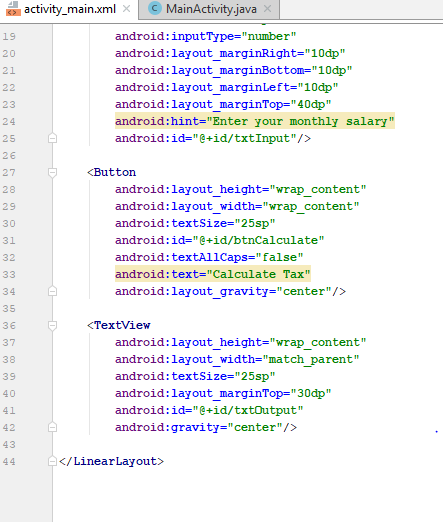 activity_main.xml × MainActivity.java ×
19 android:inputType="number"
20 android:layout_marginRight="10dp"
21 android:layout_marginBottom="10dp"
22 android:layout_marginLeft="10dp"
23 android:layout_marginTop="40dp"
24 android:hint="Enter your monthly salary"
25 android:id="@+id/txtInput"/>
26
27 <Button
28 android:layout_height="wrap_content"
29 android:layout_width="wrap_content"
30 android:textSize="25sp"
31 android:id="@+id/btnCalculate"
32 android:textAllCaps="false"
33 android:text="Calculate Tax"
34 android:layout_gravity="center"/>
35
36 <TextView
37 android:layout_height="wrap_content"
38 android:layout_width="match_parent"
39 android:textSize="25sp"
40 android:layout_marginTop="30dp"
41 android:id="@+id/txtOutput"
42 android:gravity="center"/>
43
44 </LinearLayout>